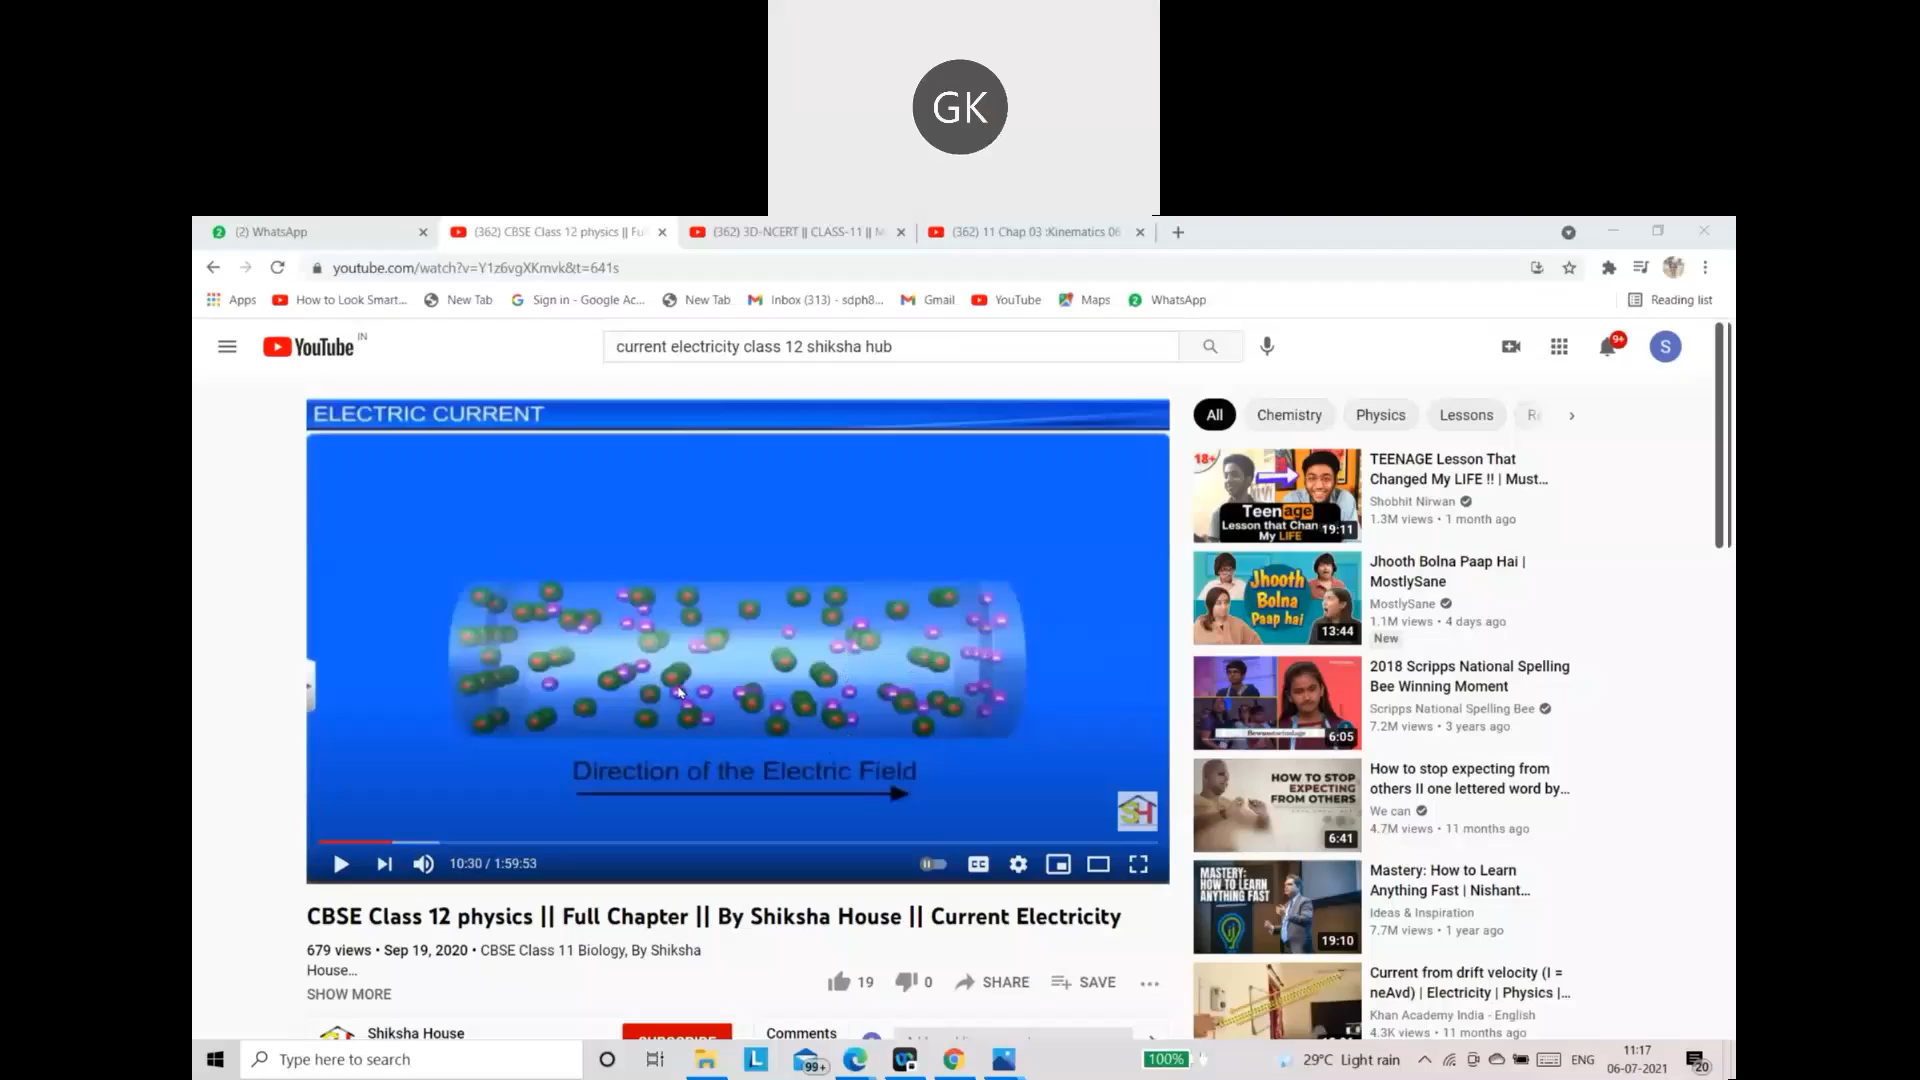 GK
(2) WhatsApp
(362) CBSE Class 12 physics || Fu
(362) 3D-NCERT || CLASS-11 ||
(362) 11 Chap 03 :Kinematics 06
youtube.com/watch?v=Y1z6vgXKmvk&t=641s
Apps
How to Look Smart...
New Tab
Sign in - Google Ac...
New Tab
Inbox (313) - sdph8...
Gmail
YouTube
Maps
WhatsApp
Reading list
YouTube IN
current electricity class 12 shiksha hub
9+
S
ELECTRIC CURRENT
Direction of the Electric Field
SH
10:30 / 1:59:53
CC
CBSE Class 12 physics || Full Chapter || By Shiksha House || Current Electricity
679 views • Sep 19, 2020 • CBSE Class 11 Biology, By Shiksha
House...
SHOW MORE
19
0
SHARE
SAVE
Shiksha House
Comments
All
Chemistry
Physics
Lessons
18+
Teenage
Lesson that Chan
My LIFE
19:11
TEENAGE Lesson That
Changed My LIFE !! | Must...
Shobhit Nirwan
1.3M views • 1 month ago
Jhooth
Bolna
Paap hai
13:44
Jhooth Bolna Paap Hai |
MostlySane
MostlySane
1.1M views • 4 days ago
New
6:05
2018 Scripps National Spelling
Bee Winning Moment
Scripps National Spelling Bee
7.2M views • 3 years ago
HOW TO STOP
EXPECTING
FROM OTHERS
6:41
How to stop expecting from
others II one lettered word by...
We can
4.7M views • 11 months ago
MASTERY:
HOW TO LEARN
ANYTHING FAST
19:10
Mastery: How to Learn
Anything Fast | Nishant...
Ideas & Inspiration
7.7M views • 1 year ago
Current from drift velocity (I =
neAvd) | Electricity | Physics |...
Khan Academy India - English
4.3K views • 11 months ago
Type here to search
L
99+
100%
29°C Light rain
ENG
11:17
06-07-2021
20